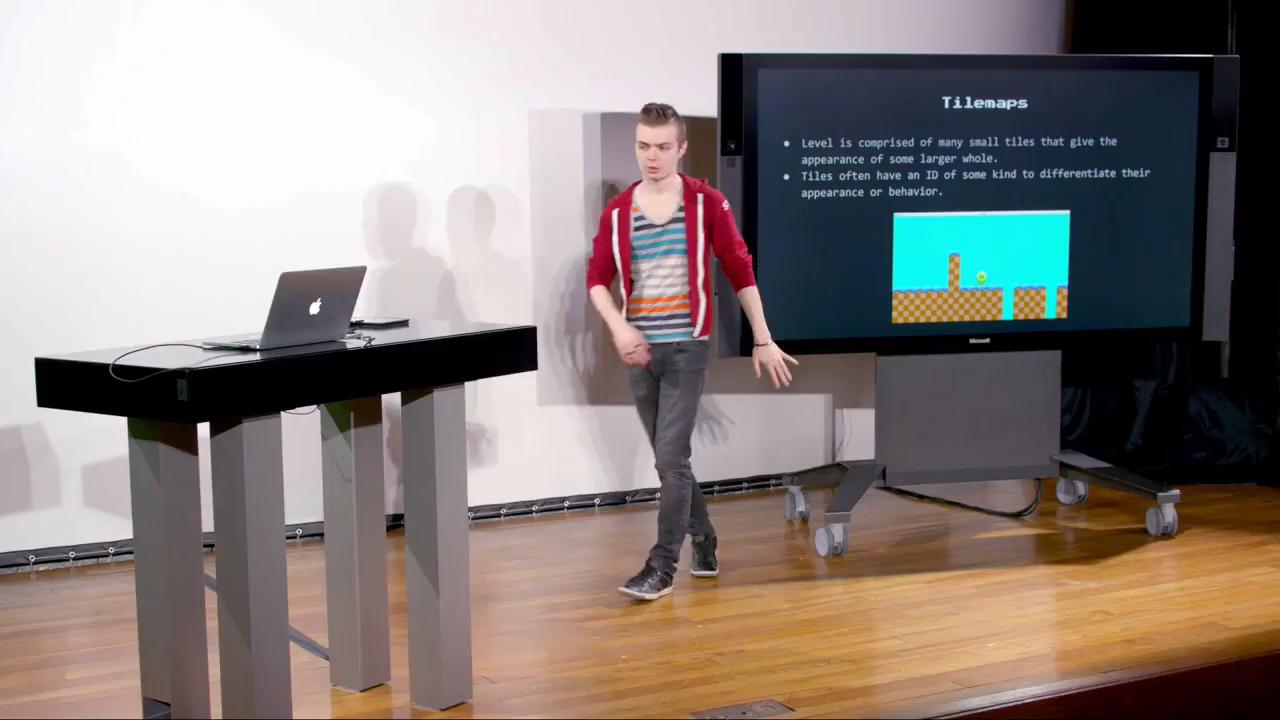 Tilemaps
● Level is comprised of many small tiles that give the
appearance of some larger whole.
● Tiles often have an ID of some kind to differentiate their
appearance or behavior.
Microsoft